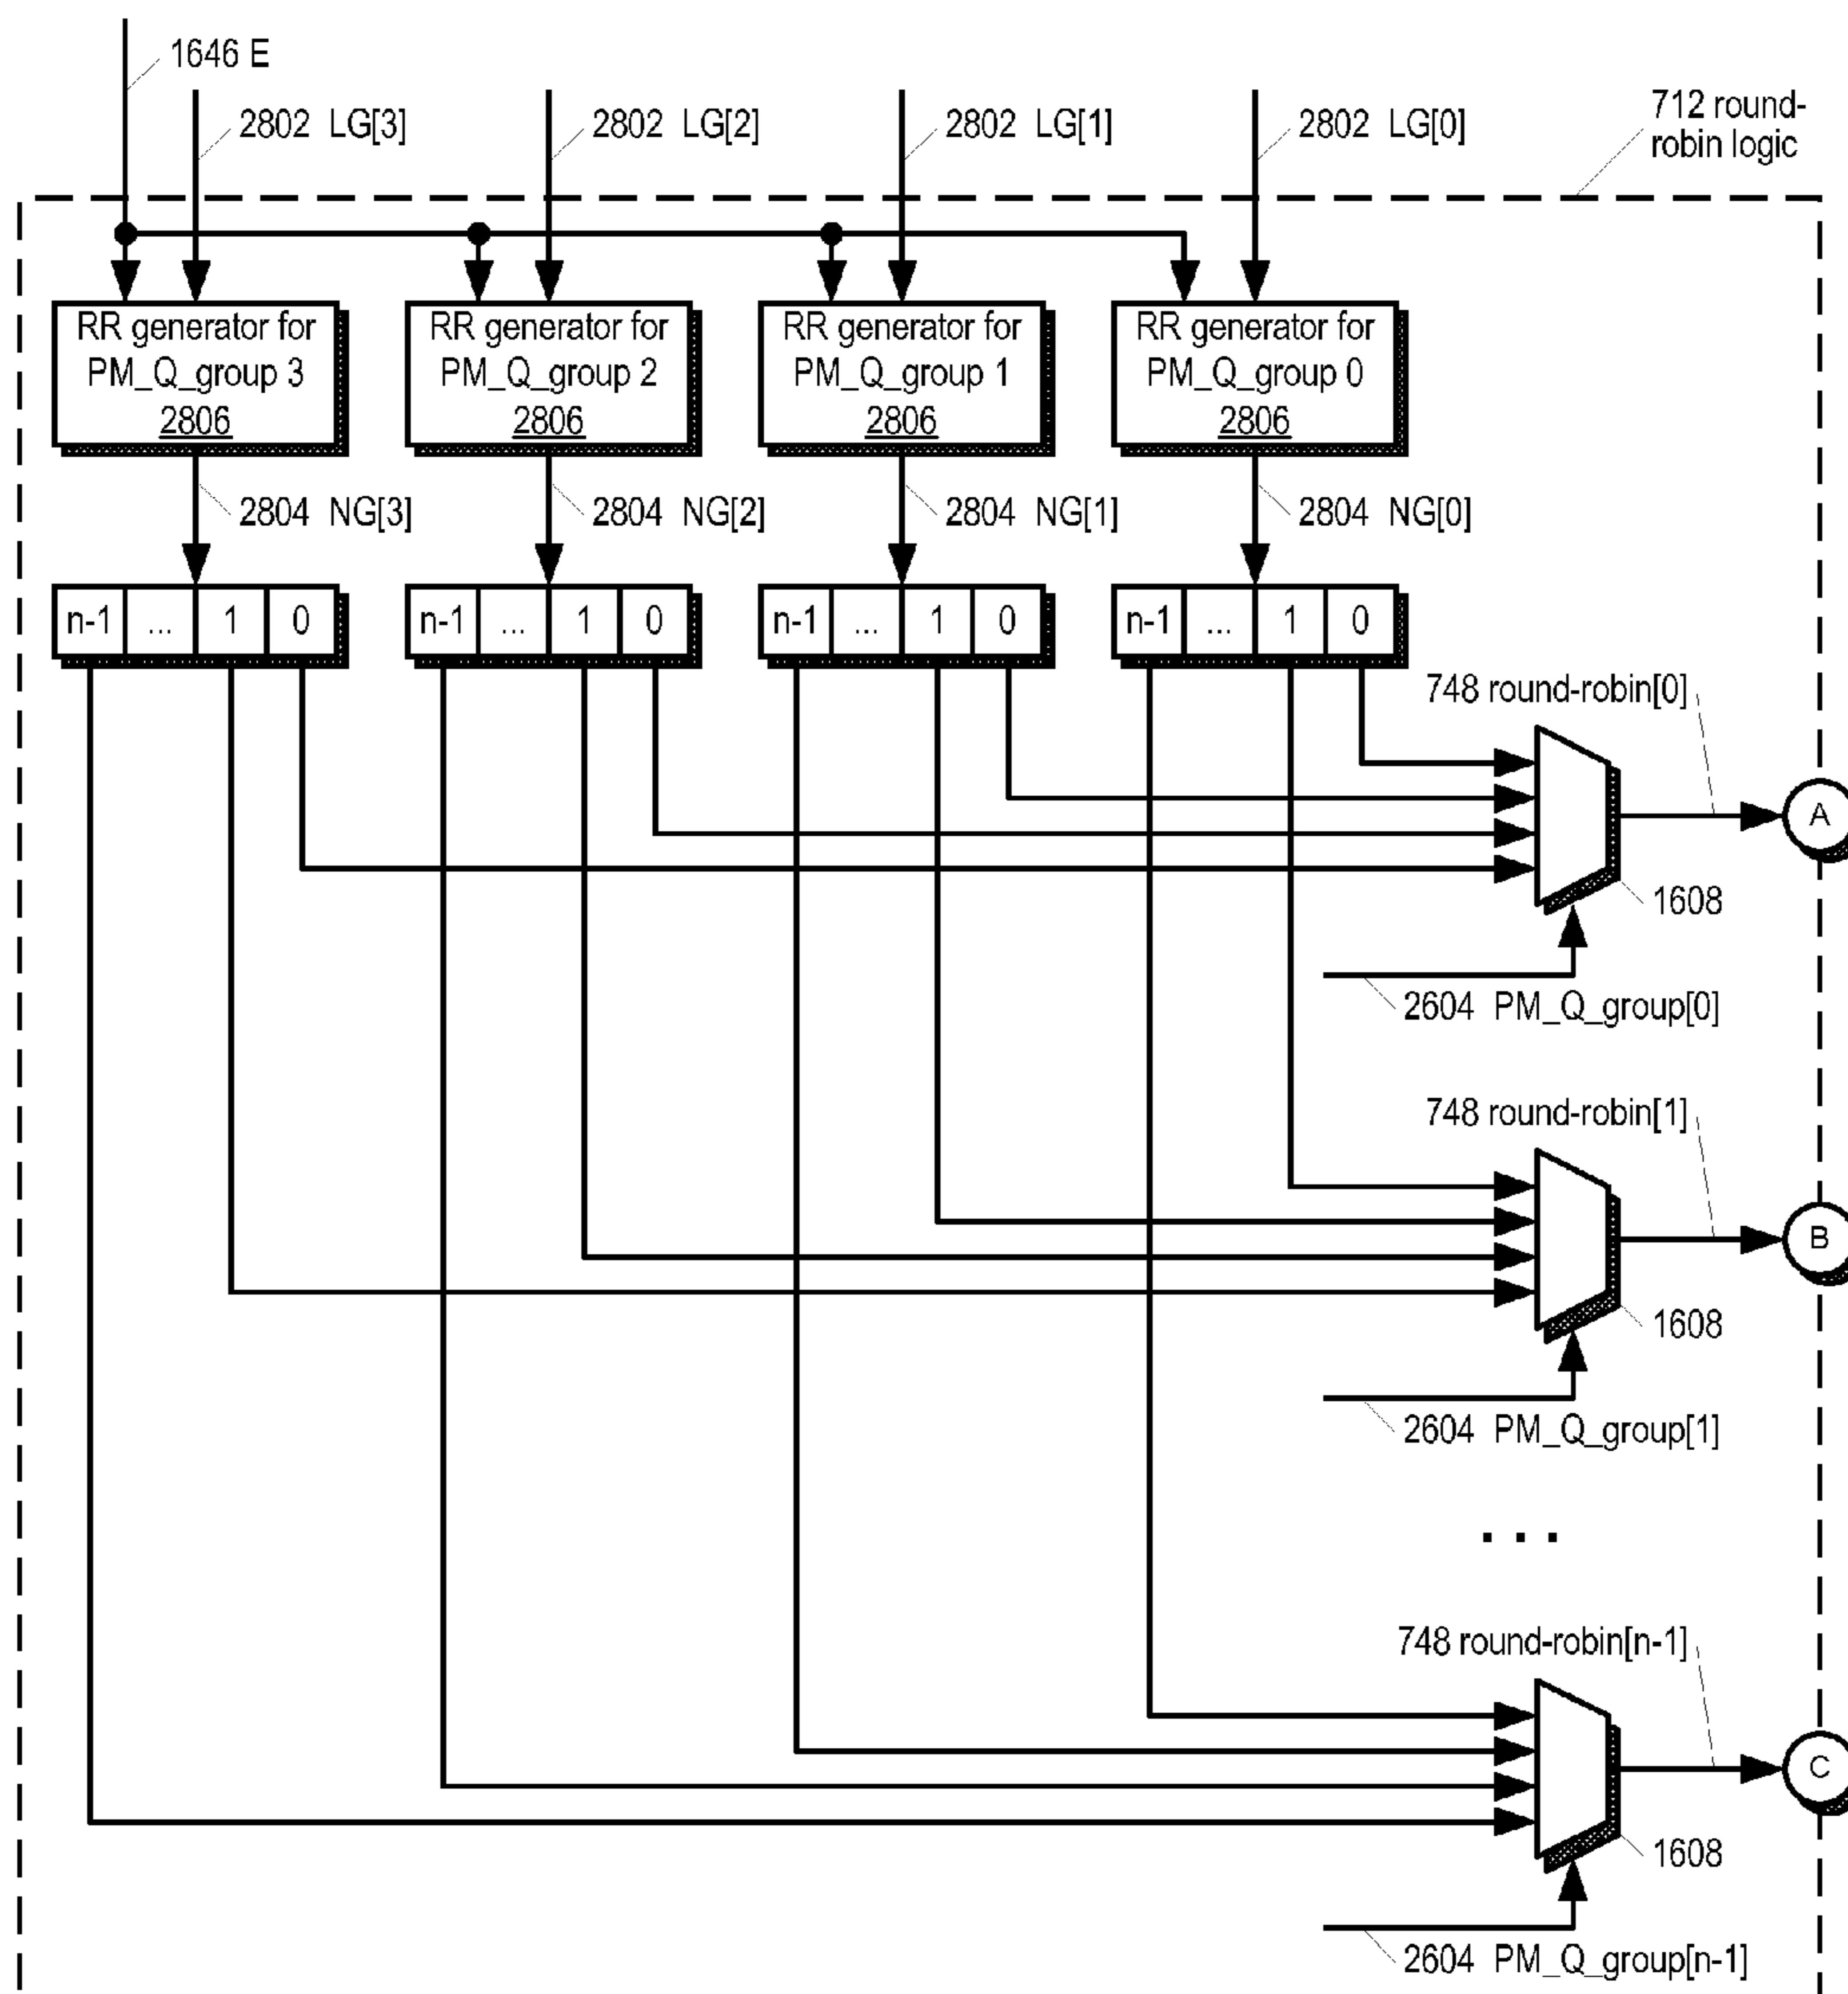 1646 E
2802 LG[3]
2802 LG[2]
2802 LG[1]
2802 LG[0]
712 round-
robin logic
RR generator for
PM_Q_group 3
2806
RR generator for
PM_Q_group 2
2806
RR generator for
PM_Q_group 1
2806
RR generator for
PM_Q_group 0
2806
2804 NG[3]
2804 NG[2]
2804 NG[1]
2804 NG[0]
n-1 ... 1 0
n-1 ... 1 0
n-1 ... 1 0
n-1 ... 1 0
748 round-robin[0]
A
1608
2604 PM_Q_group[0]
748 round-robin[1]
B
1608
2604 PM_Q_group[1]
. . .
748 round-robin[n-1]
C
1608
2604 PM_Q_group[n-1]